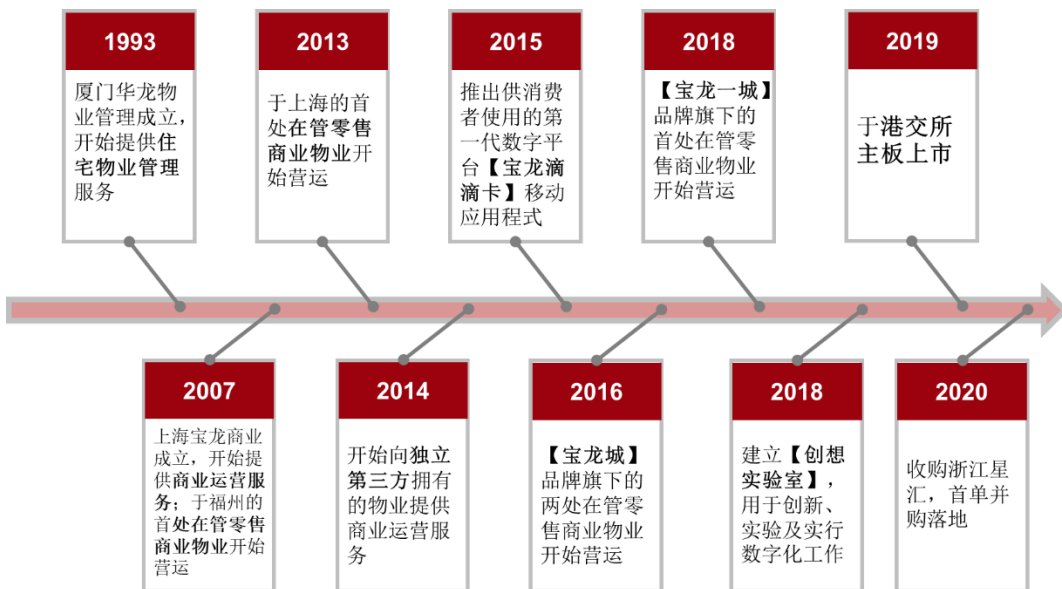 1993
厦门华龙物
业管理成立，
开始提供住
宅物业管理
服务
2013
于上海的首
处在管零售
商业物业开
始营运
2015
推出供消费
者使用的第
一代数字平
台【宝龙滴
滴卡】移动
应用程式
2018
【宝龙一城】
品牌旗下的
首处在管零
售商业物业
开始营运
2019
于港交所
主板上市
2007
上海宝龙商业
成立，开始提
供商业运营服
务；于福州的
首处在管零售
商业物业开始
营运
2014
开始向独立
第三方拥有
的物业提供
商业运营服
务
2016
【宝龙城】
品牌旗下的
两处在管零
售商业物业
开始营运
2018
建立【创想
实验室】，
用于创新、
实验及实行
数字化工作
2020
收购浙江星
汇，首单并
购落地